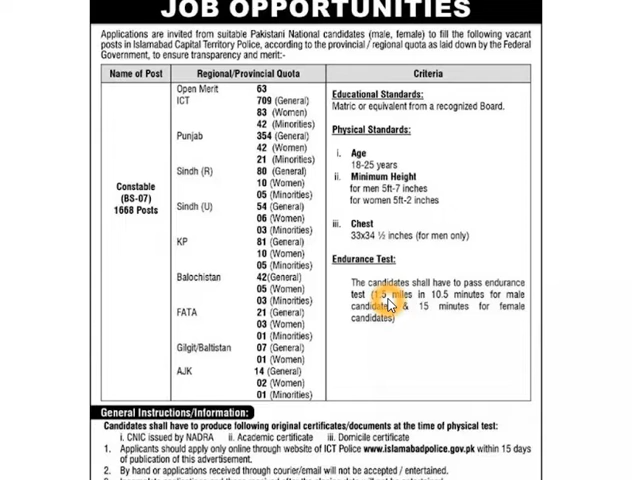 JOB OPPORTUNITIES
Applications are invited from suitable Pakistani National candidates (male, female) to fill the following vacant
posts in Islamabad Capital Territory Police, according to the provincial / regional quota as laid down by the Federal
Government, to ensure transparency and merit:-
Name of Post Regional/Provincial Quota Criteria
Constable
(BS-07)
1668 Posts
Open Merit 63
ICT 709 (General)
83 (Women)
42 (Minorities)
Punjab 354 (General)
42 (Women)
21 (Minorities)
Sindh (R) 80 (General)
10 (Women)
05 (Minorities)
Sindh (U) 54 (General)
06 (Women)
03 (Minorities)
KP 81 (General)
10 (Women)
05 (Minorities)
Balochistan 42(General)
05 (Women)
03 (Minorities)
FATA 21 (General)
03 (Women)
01 (Minorities)
Gilgit/Baltistan 07 (General)
01 (Women)
AJK 14 (General)
02 (Women)
01 (Minorities)
Educational Standards:
Matric or equivalent from a recognized Board.
Physical Standards:
i. Age
18-25 years
ii. Minimum Height
for men 5ft-7 inches
for women 5ft-2 inches
iii. Chest
33x34 ½ inches (for men only)
Endurance Test:
The candidates shall have to pass endurance
test (1.5 miles in 10.5 minutes for male
candidates & 15 minutes for female
candidates)
General Instructions/Information:
Candidates shall have to produce following original certificates/documents at the time of physical test:
i. CNIC issued by NADRA ii. Academic certificate iii. Domicile certificate
1. Applicants should apply only online through website of ICT Police www.islamabadpolice.gov.pk within 15 days
of publication of this advertisement.
2. By hand or applications received through courier/email will not be accepted / entertained.